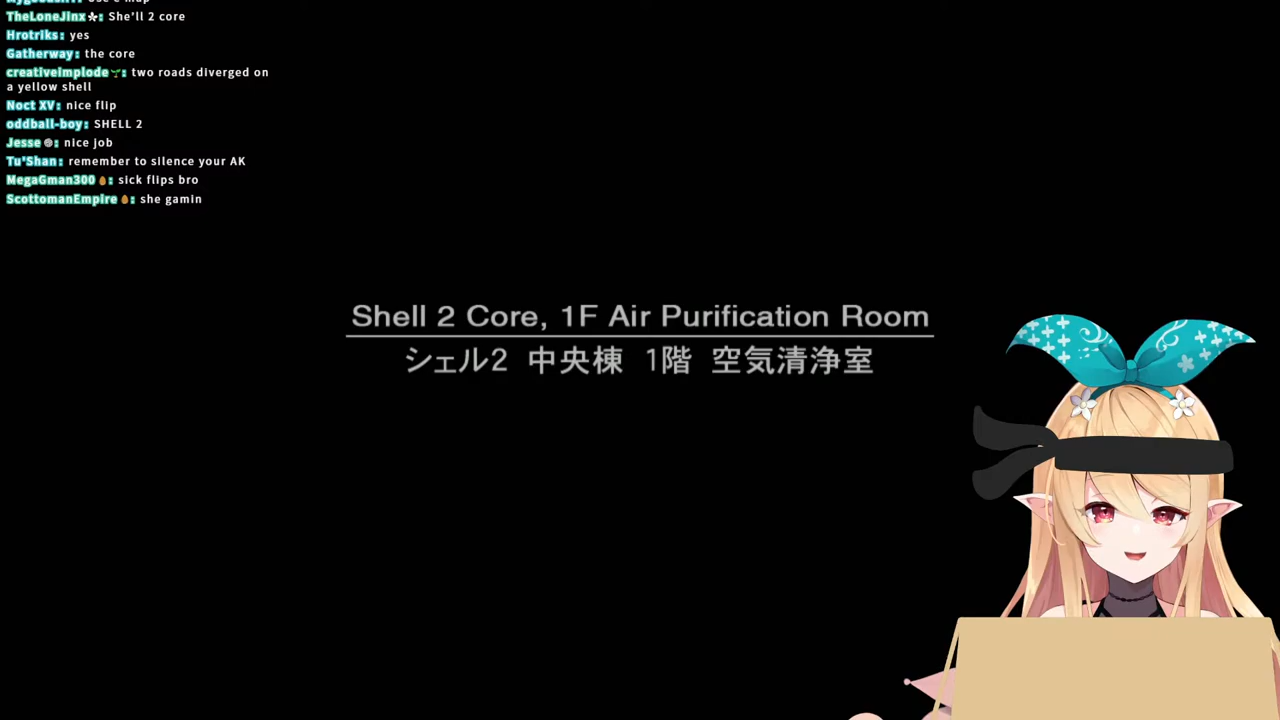 TheLoneJinx: She'll 2 core
Hrotriks: yes
Gatherway: the core
creativeimplode: two roads diverged on
a yellow shell
Noct XV: nice flip
oddball-boy: SHELL 2
Jesse: nice job
Tu'Shan: remember to silence your AK
MegaGman300: sick flips bro
ScottomanEmpire: she gamin
Shell 2 Core, 1F Air Purification Room
シェル2 中央棟 1階 空気清浄室